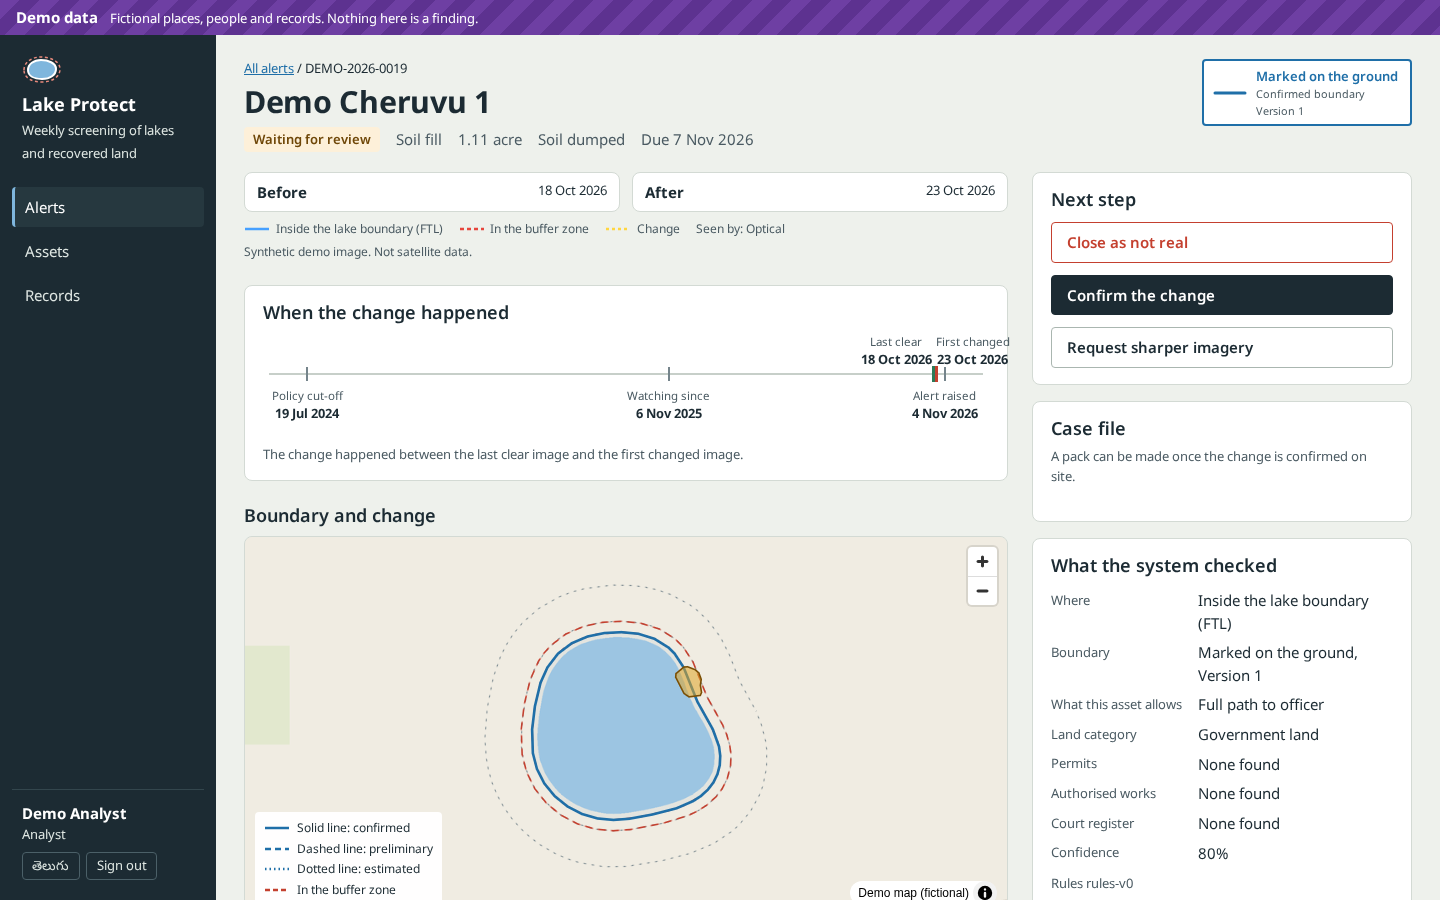 Demo data Fictional places, people and records. Nothing here is a finding.
Lake Protect
Weekly screening of lakes
and recovered land
Alerts
Assets
Records
Demo Analyst
Analyst
తెలుగు
Sign out
All alerts / DEMO-2026-0019
Demo Cheruvu 1
Waiting for review Soil fill 1.11 acre Soil dumped Due 7 Nov 2026
Marked on the ground
Confirmed boundary
Version 1
Before 18 Oct 2026
After 23 Oct 2026
Inside the lake boundary (FTL) In the buffer zone Change Seen by: Optical
Synthetic demo image. Not satellite data.
When the change happened
Last clear First changed
18 Oct 2026 23 Oct 2026
Policy cut-off Watching since Alert raised
19 Jul 2024 6 Nov 2025 4 Nov 2026
The change happened between the last clear image and the first changed image.
Boundary and change
Solid line: confirmed
Dashed line: preliminary
Dotted line: estimated
In the buffer zone
Demo map (fictional)
Next step
Close as not real
Confirm the change
Request sharper imagery
Case file
A pack can be made once the change is confirmed on
site.
What the system checked
Where Inside the lake boundary
(FTL)
Boundary Marked on the ground,
Version 1
What this asset allows Full path to officer
Land category Government land
Permits None found
Authorised works None found
Court register None found
Confidence 80%
Rules rules-v0